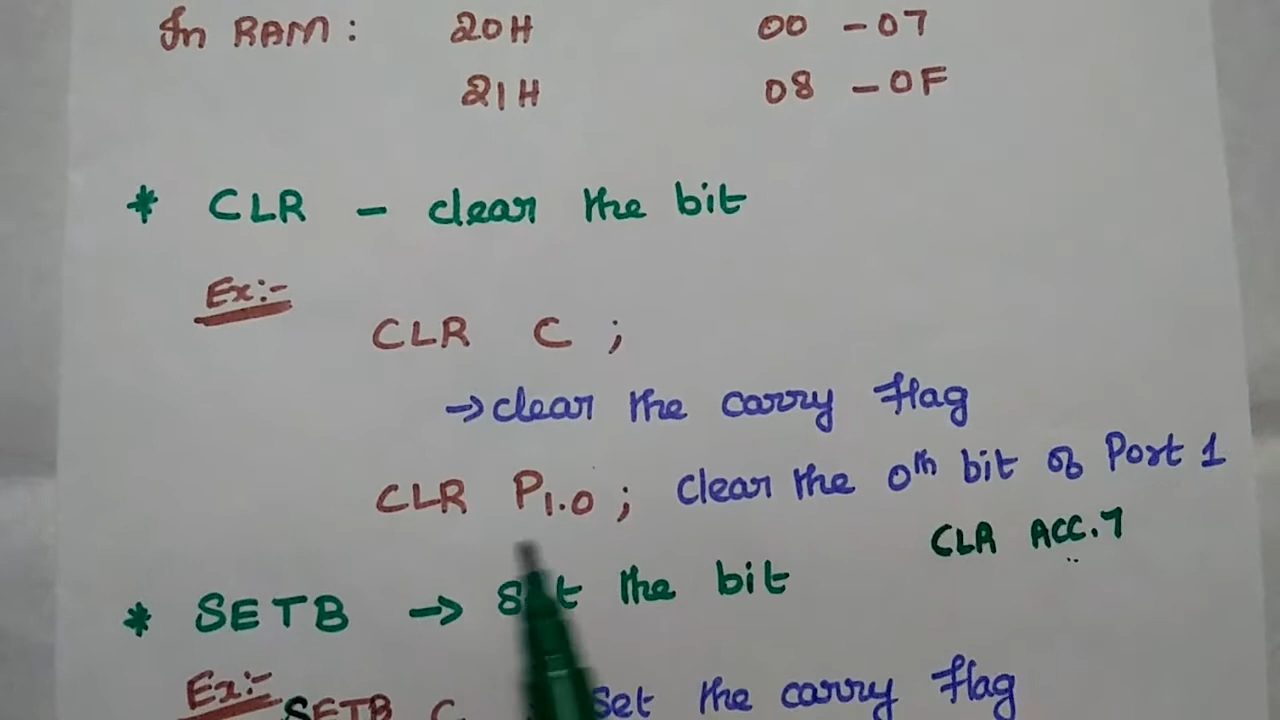 In RAM: 20H 00 - 07
21H 08 - 0F
* CLR - clear the bit
Ex:-
CLR C ;
→ clear the carry flag
CLR P1.0 ; clear the 0th bit of Port 1
CLR ACC.7
* SETB → Set the bit
Ex:-
SETB C Set the carry flag